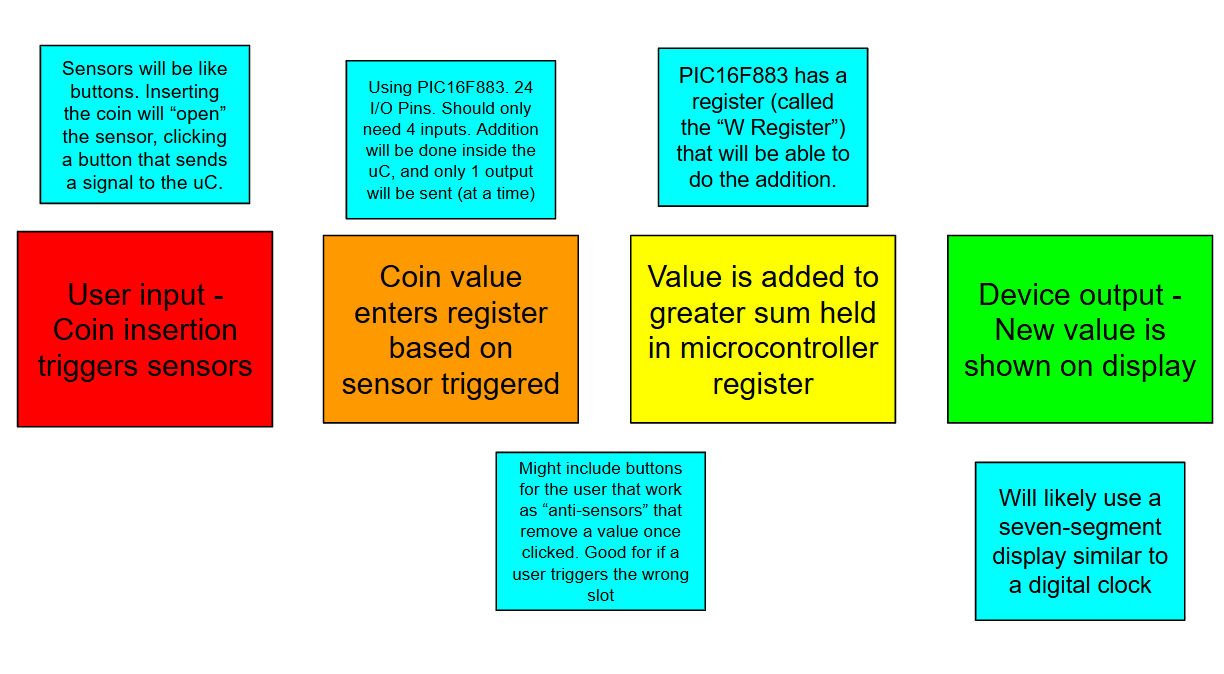 Sensors will be like
buttons. Inserting
the coin will “open”
the sensor, clicking
a button that sends
a signal to the uC.
Using PIC16F883. 24
I/O Pins. Should only
need 4 inputs. Addition
will be done inside the
uC, and only 1 output
will be sent (at a time)
PIC16F883 has a
register (called
the “W Register”)
that will be able to
do the addition.
User input -
Coin insertion
triggers sensors
Coin value
enters register
based on
sensor triggered
Value is added to
greater sum held
in microcontroller
register
Device output -
New value is
shown on display
Might include buttons
for the user that work
as “anti-sensors” that
remove a value once
clicked. Good for if a
user triggers the wrong
slot
Will likely use a
seven-segment
display similar to
a digital clock